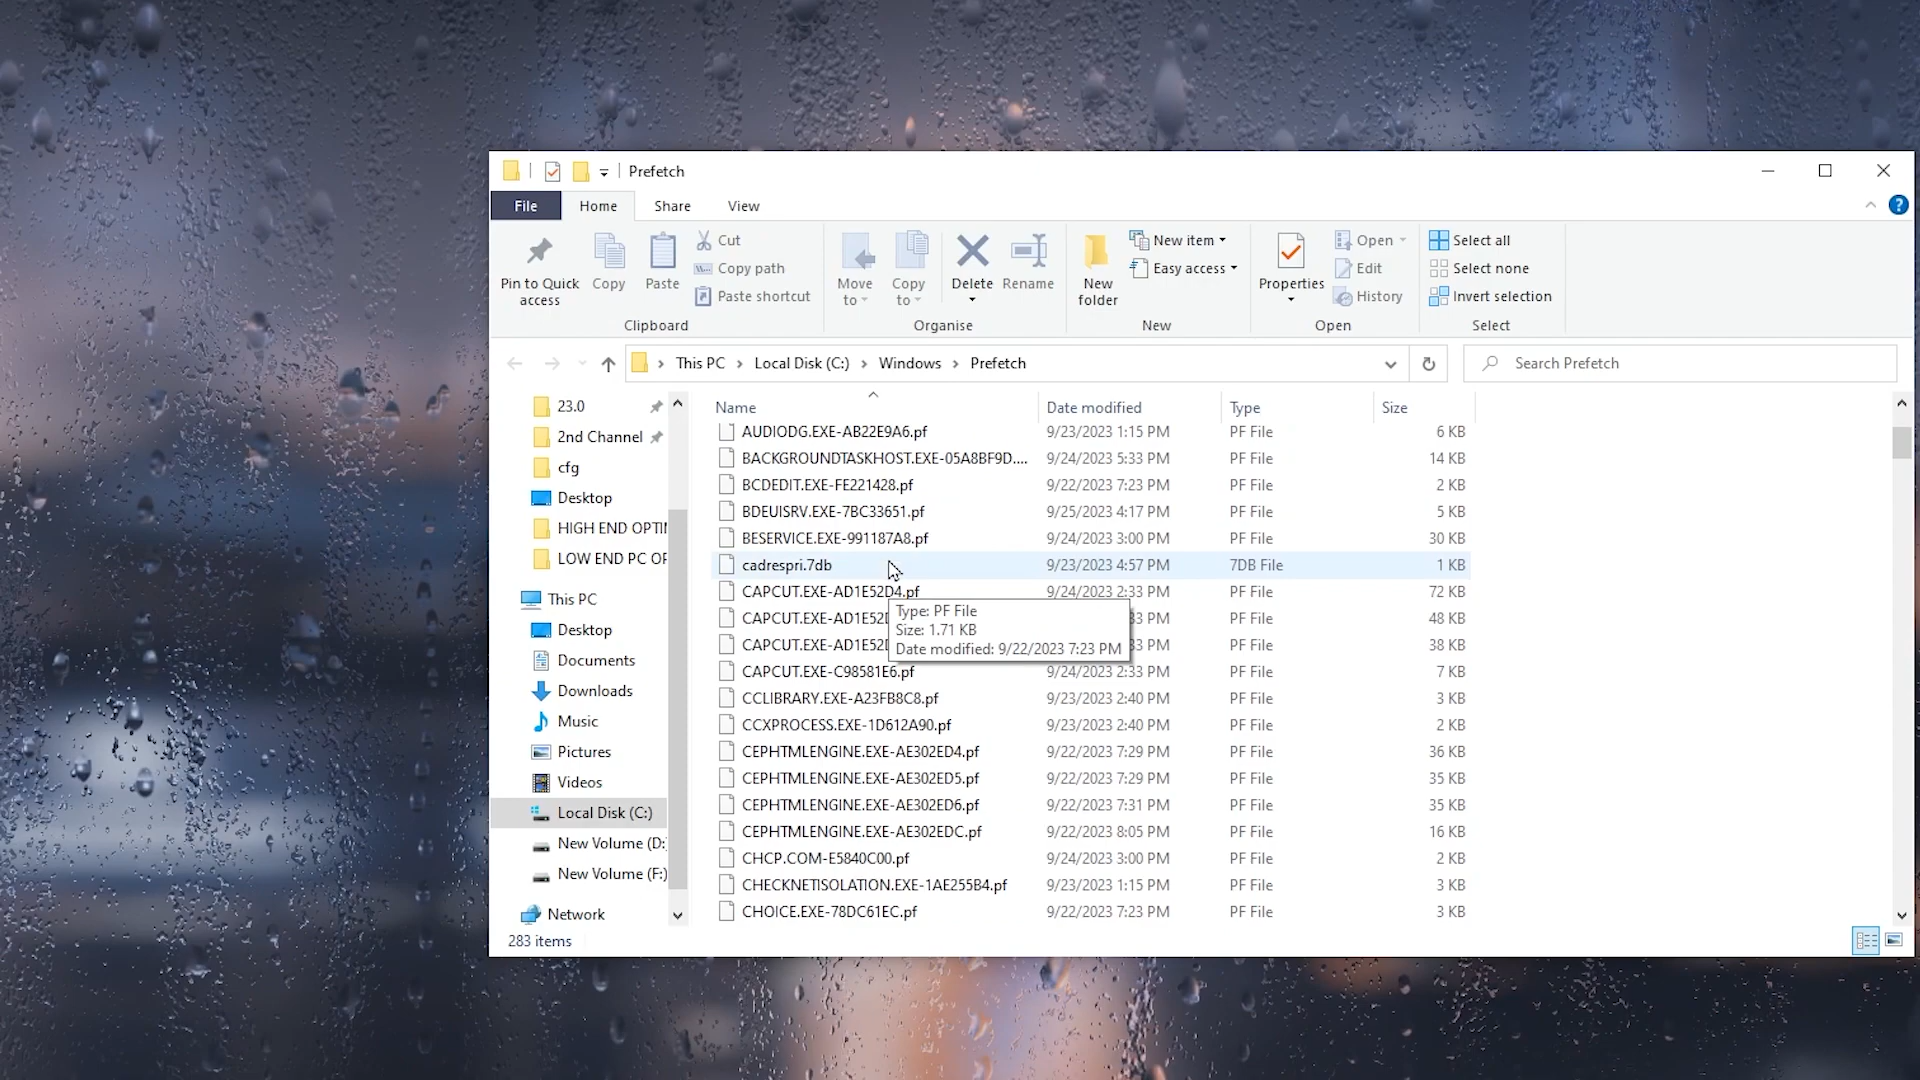 Prefetch
File Home Share View
Pin to Quick access
Copy
Paste
Cut
Copy path
Paste shortcut
Clipboard
Move to
Copy to
Delete
Rename
Organise
New folder
New item
Easy access
New
Properties
Open
Edit
History
Open
Select all
Select none
Invert selection
Select
This PC > Local Disk (C:) > Windows > Prefetch
Search Prefetch
23.0
2nd Channel
cfg
Desktop
HIGH END OPTI
LOW END PC OP
This PC
Desktop
Documents
Downloads
Music
Pictures
Videos
Local Disk (C:)
New Volume (D:
New Volume (F:)
Network
Name Date modified Type Size
AUDIODG.EXE-AB22E9A6.pf 9/23/2023 1:15 PM PF File 6 KB
BACKGROUNDTASKHOST.EXE-05A8BF9D.... 9/24/2023 5:33 PM PF File 14 KB
BCDEDIT.EXE-FE221428.pf 9/22/2023 7:23 PM PF File 2 KB
BDEUISRV.EXE-7BC33651.pf 9/25/2023 4:17 PM PF File 5 KB
BESERVICE.EXE-991187A8.pf 9/24/2023 3:00 PM PF File 30 KB
cadrespri.7db 9/23/2023 4:57 PM 7DB File 1 KB
CAPCUT.EXE-AD1E52D4.pf 9/24/2023 2:33 PM PF File 72 KB
CAPCUT.EXE-AD1E52D 33 PM PF File 48 KB
CAPCUT.EXE-AD1E52D 33 PM PF File 38 KB
CAPCUT.EXE-C98581E6.pf 9/24/2023 2:33 PM PF File 7 KB
CCLIBRARY.EXE-A23FB8C8.pf 9/23/2023 2:40 PM PF File 3 KB
CCXPROCESS.EXE-1D612A90.pf 9/23/2023 2:40 PM PF File 2 KB
CEPHTMLENGINE.EXE-AE302ED4.pf 9/22/2023 7:29 PM PF File 36 KB
CEPHTMLENGINE.EXE-AE302ED5.pf 9/22/2023 7:29 PM PF File 35 KB
CEPHTMLENGINE.EXE-AE302ED6.pf 9/22/2023 7:31 PM PF File 35 KB
CEPHTMLENGINE.EXE-AE302EDC.pf 9/22/2023 8:05 PM PF File 16 KB
CHCP.COM-E5840C00.pf 9/24/2023 3:00 PM PF File 2 KB
CHECKNETISOLATION.EXE-1AE255B4.pf 9/23/2023 1:15 PM PF File 3 KB
CHOICE.EXE-78DC61EC.pf 9/22/2023 7:23 PM PF File 3 KB
Type: PF File
Size: 1.71 KB
Date modified: 9/22/2023 7:23 PM
283 items